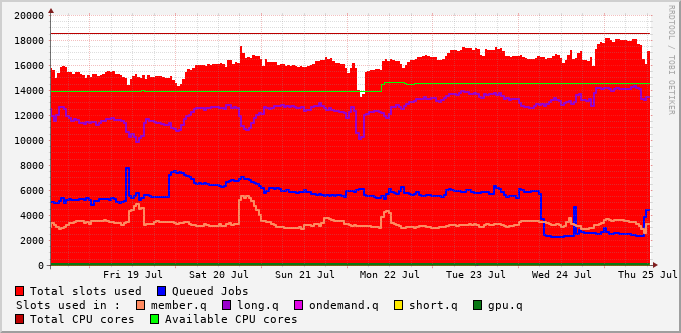 20000
18000
16000
14000
12000
10000
8000
6000
4000
2000
0
Fri 19 Jul Sat 20 Jul Sun 21 Jul Mon 22 Jul Tue 23 Jul Wed 24 Jul Thu 25 Jul
RRDTOOL / TOBI OETIKER
Total slots used Queued Jobs
Slots used in : member.q long.q ondemand.q short.q gpu.q
Total CPU cores Available CPU cores